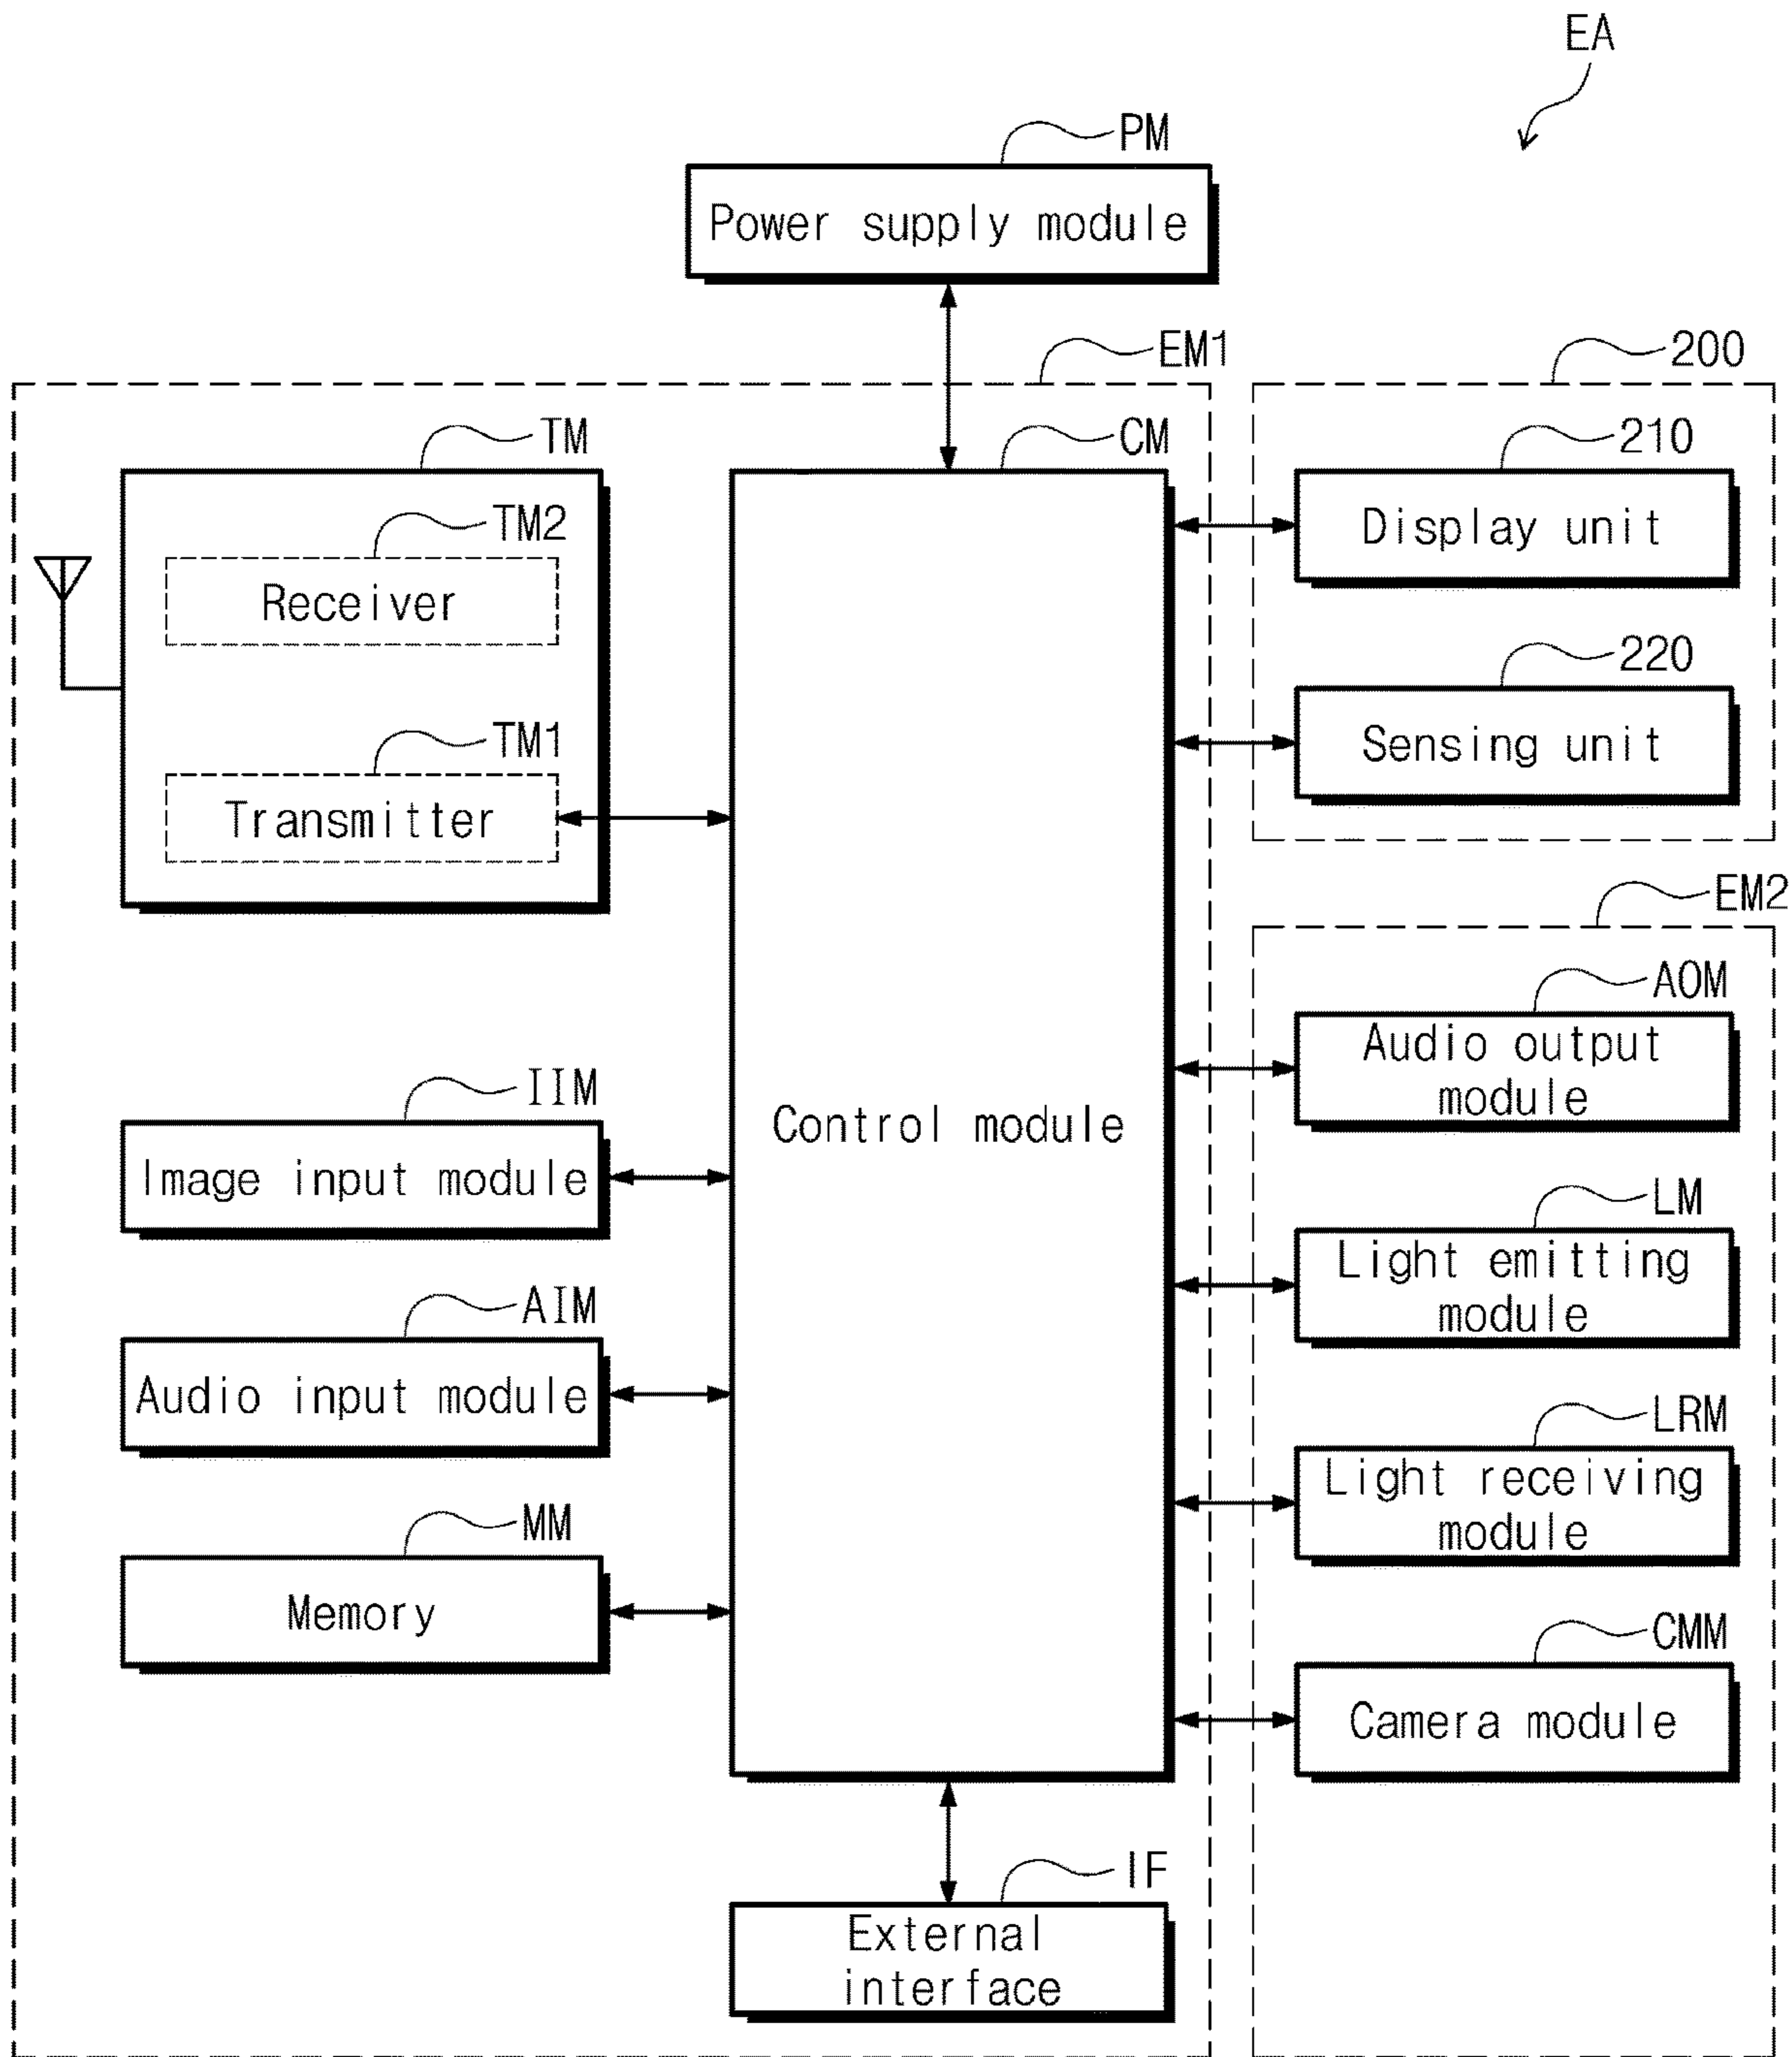 EA
PM
Power supply module
EM1
200
TM
CM
210
TM2
Display unit
Receiver
220
TM1
Sensing unit
Transmitter
EM2
AOM
Audio output
module
IIM
Control module
Image input module
LM
Light emitting
module
AIM
Audio input module
LRM
Light receiving
module
MM
Memory
CMM
Camera module
IF
External
interface